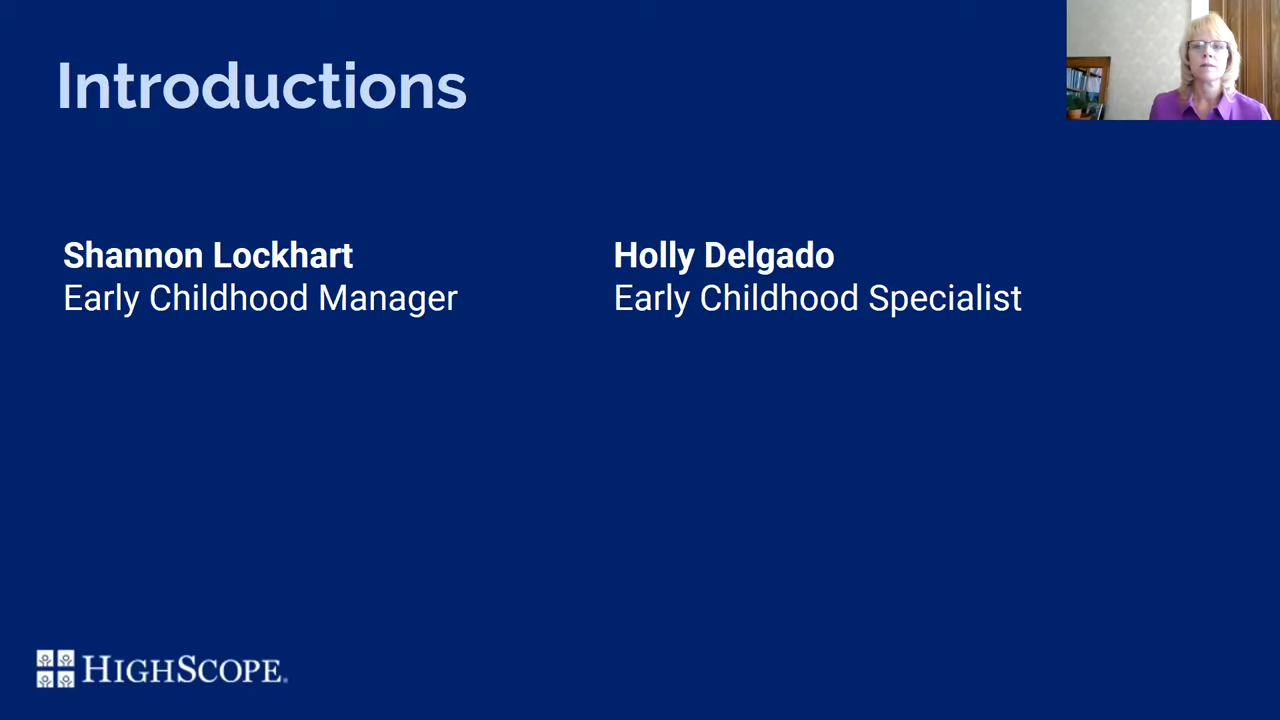 Introductions
Shannon Lockhart
Early Childhood Manager
Holly Delgado
Early Childhood Specialist
HIGHSCOPE.